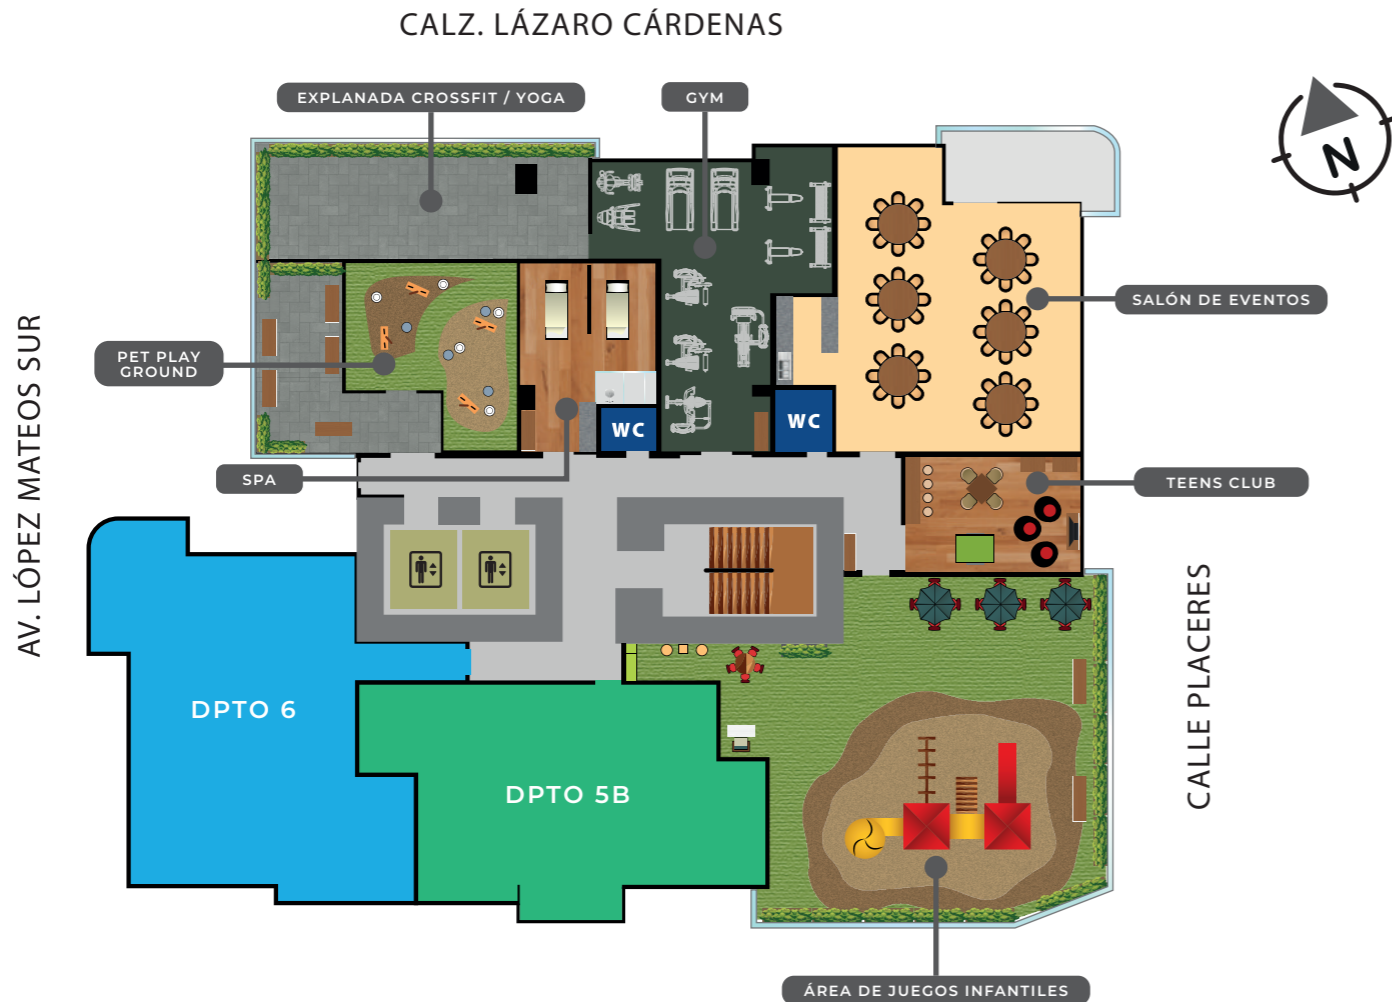 CALZ. LÁZARO CÁRDENAS
EXPLANADA CROSSFIT / YOGA
GYM
N
SALÓN DE EVENTOS
AV. LÓPEZ MATEOS SUR
PET PLAY
GROUND
WC
WC
SPA
TEENS CLUB
CALLE PLACERES
DPTO 6
DPTO 5B
ÁREA DE JUEGOS INFANTILES